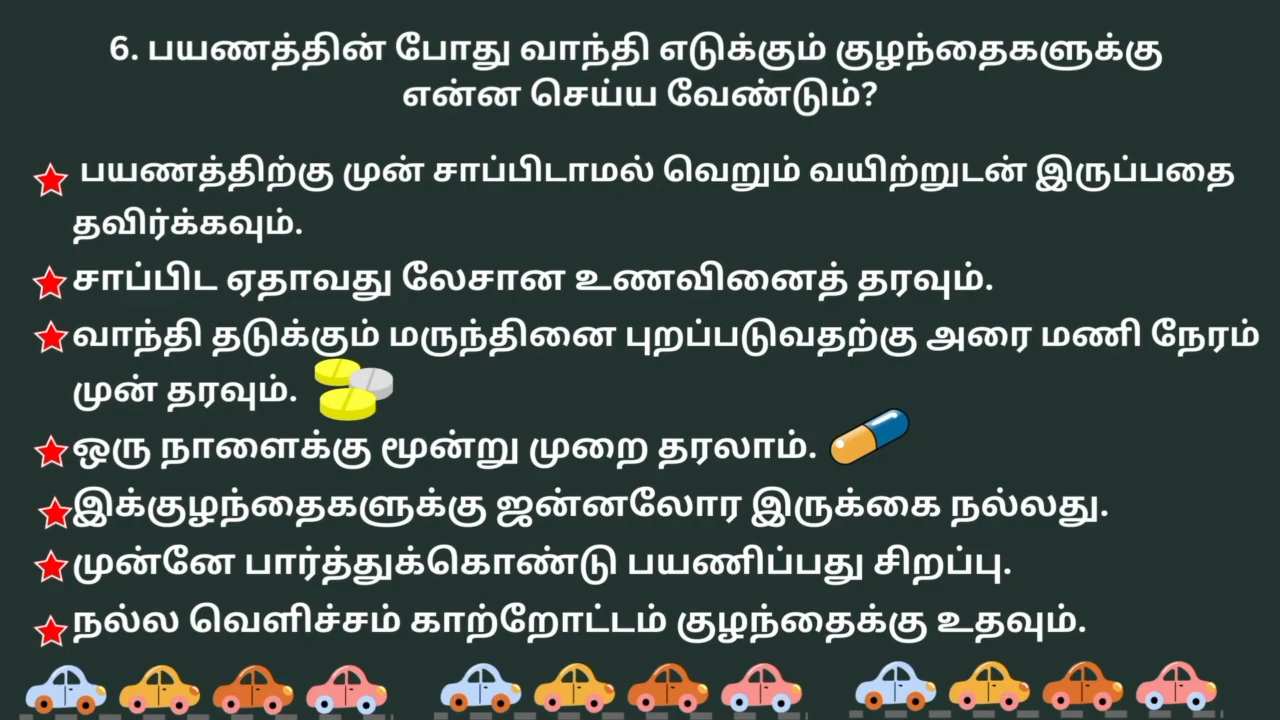 6. பயணத்தின் போது வாந்தி எடுக்கும் குழந்தைகளுக்கு
என்ன செய்ய வேண்டும்?
பயணத்திற்கு முன் சாப்பிடாமல் வெறும் வயிற்றுடன் இருப்பதை
தவிர்க்கவும்.
சாப்பிட ஏதாவது லேசான உணவினைத் தரவும்.
வாந்தி தடுக்கும் மருந்தினை புறப்படுவதற்கு அரை மணி நேரம்
முன் தரவும்.
ஒரு நாளைக்கு மூன்று முறை தரலாம்.
இக்குழந்தைகளுக்கு ஜன்னலோர இருக்கை நல்லது.
முன்னே பார்த்துக்கொண்டு பயணிப்பது சிறப்பு.
நல்ல வெளிச்சம் காற்றோட்டம் குழந்தைக்கு உதவும்.